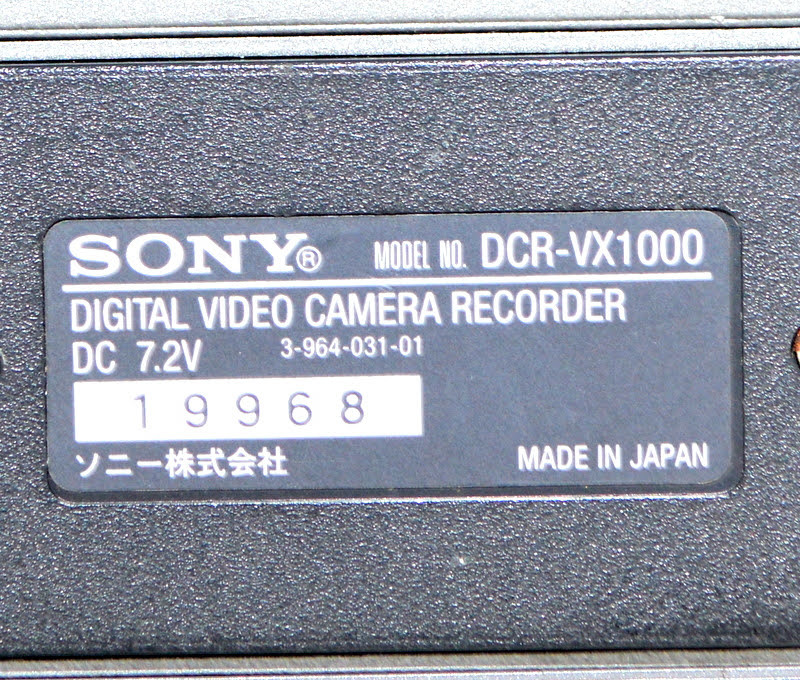 SONY® MODEL NO. DCR-VX1000
DIGITAL VIDEO CAMERA RECORDER
DC 7.2V 3-964-031-01
19968
ソニー株式会社 MADE IN JAPAN